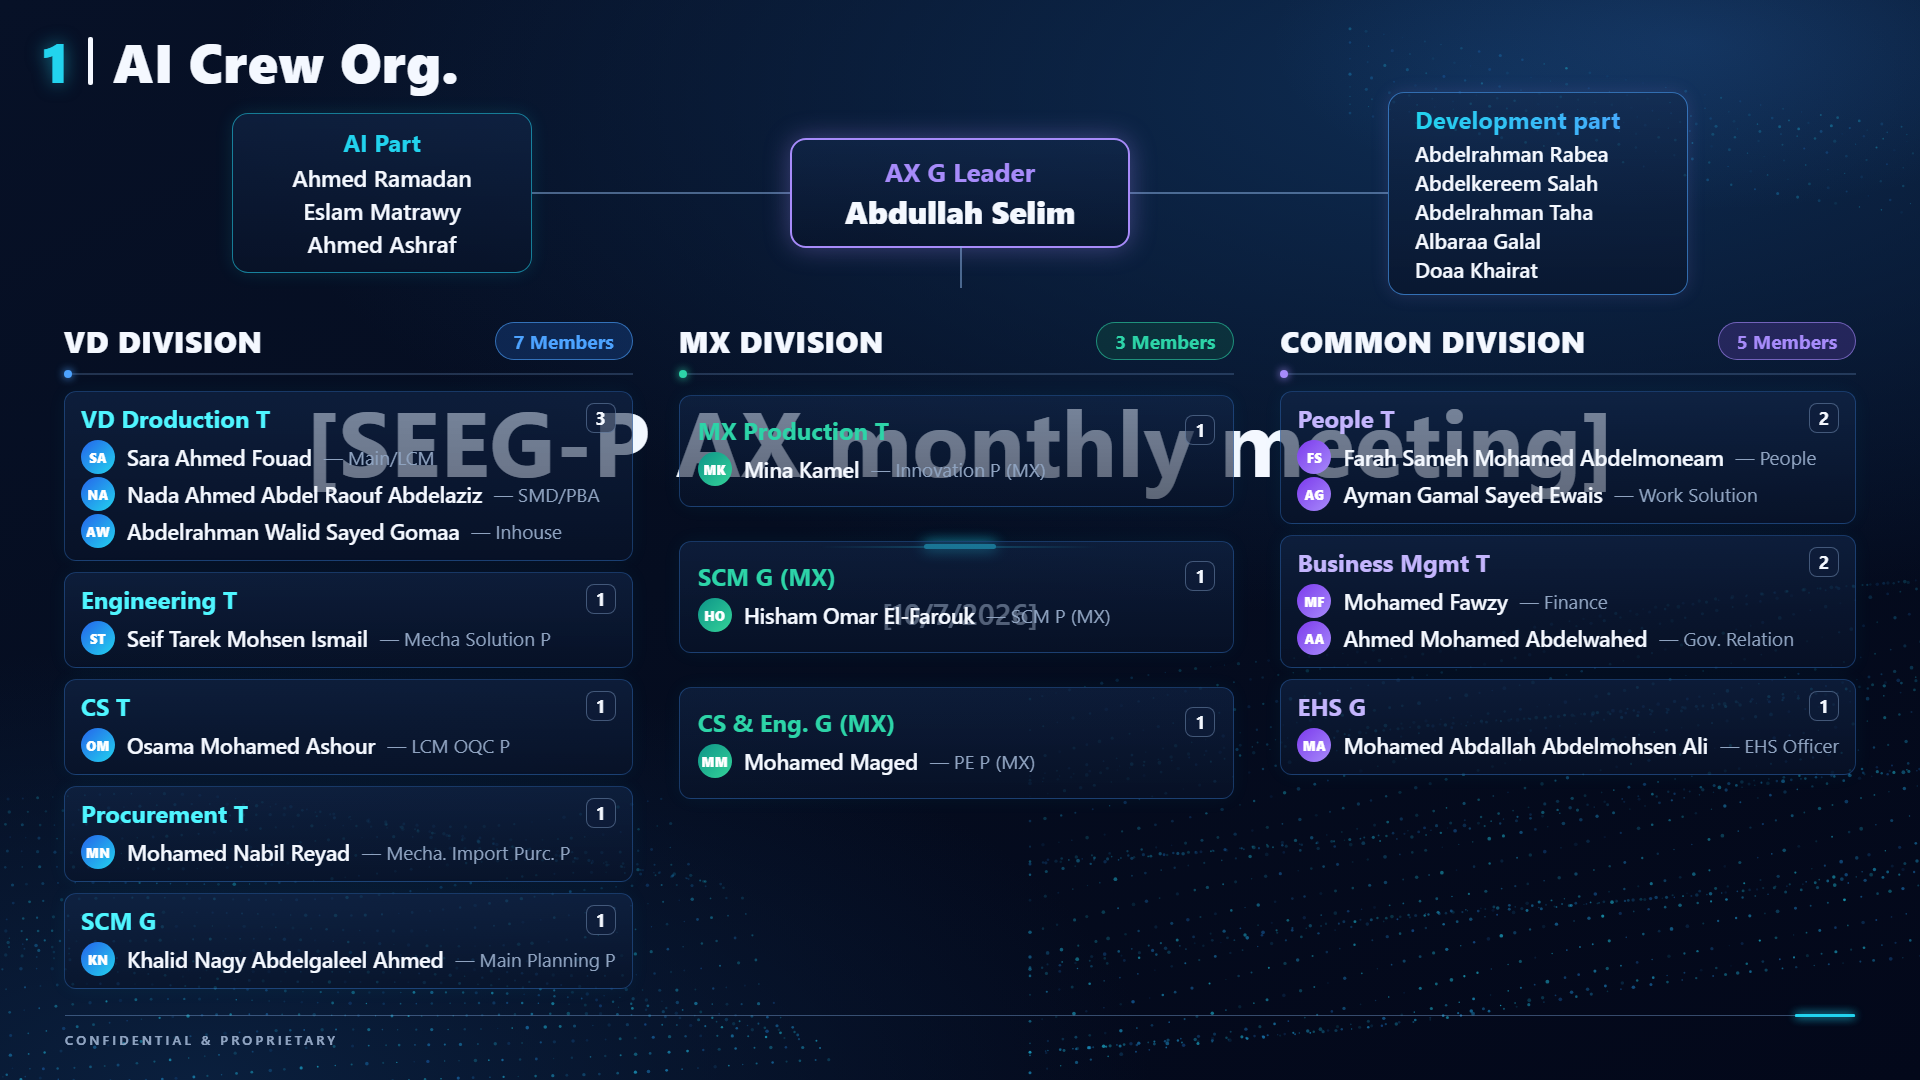 1 | AI Crew Org.
AI Part
Ahmed Ramadan
Eslam Matrawy
Ahmed Ashraf
AX G Leader
Abdullah Selim
Development part
Abdelrahman Rabea
Abdelkereem Salah
Abdelrahman Taha
Albaraa Galal
Doaa Khairat
VD DIVISION
7 Members
VD Droduction T
3
SA Sara Ahmed Fouad — Main/LCM
NA Nada Ahmed Abdel Raouf Abdelaziz — SMD/PBA
AW Abdelrahman Walid Sayed Gomaa — Inhouse
Engineering T
1
ST Seif Tarek Mohsen Ismail — Mecha Solution P
CS T
1
OM Osama Mohamed Ashour — LCM OQC P
Procurement T
1
MN Mohamed Nabil Reyad — Mecha. Import Purc. P
SCM G
1
KN Khalid Nagy Abdelgaleel Ahmed — Main Planning P
MX DIVISION
3 Members
[SEEG-P AX monthly meeting]
MX Production T
1
MK Mina Kamel — Innovation P (MX)
SCM G (MX)
1
HO Hisham Omar El-Farouk — SCM P (MX)
CS & Eng. G (MX)
1
MM Mohamed Maged — PE P (MX)
COMMON DIVISION
5 Members
People T
2
FS Farah Sameh Mohamed Abdelmoneam — People
AG Ayman Gamal Sayed Ewais — Work Solution
Business Mgmt T
2
MF Mohamed Fawzy — Finance
AA Ahmed Mohamed Abdelwahed — Gov. Relation
EHS G
1
MA Mohamed Abdallah Abdelmohsen Ali — EHS Officer
CONFIDENTIAL & PROPRIETARY